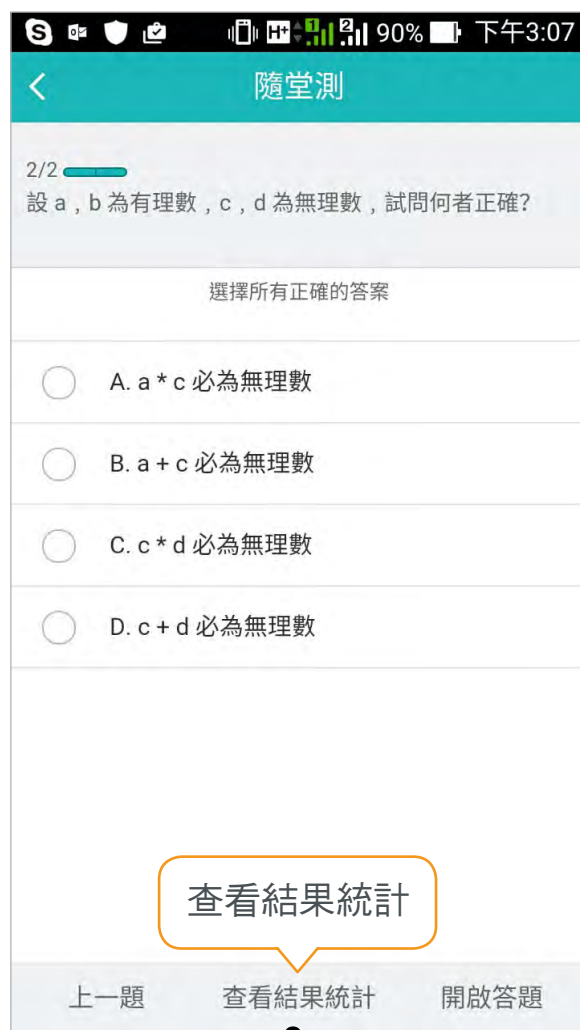 90% 下午3:07
隨堂測
2/2
設 a , b 為有理數 , c , d 為無理數 , 試問何者正確?
選擇所有正確的答案
A. a * c 必為無理數
B. a + c 必為無理數
C. c * d 必為無理數
D. c + d 必為無理數
查看結果統計
上一題 查看結果統計 開啟答題